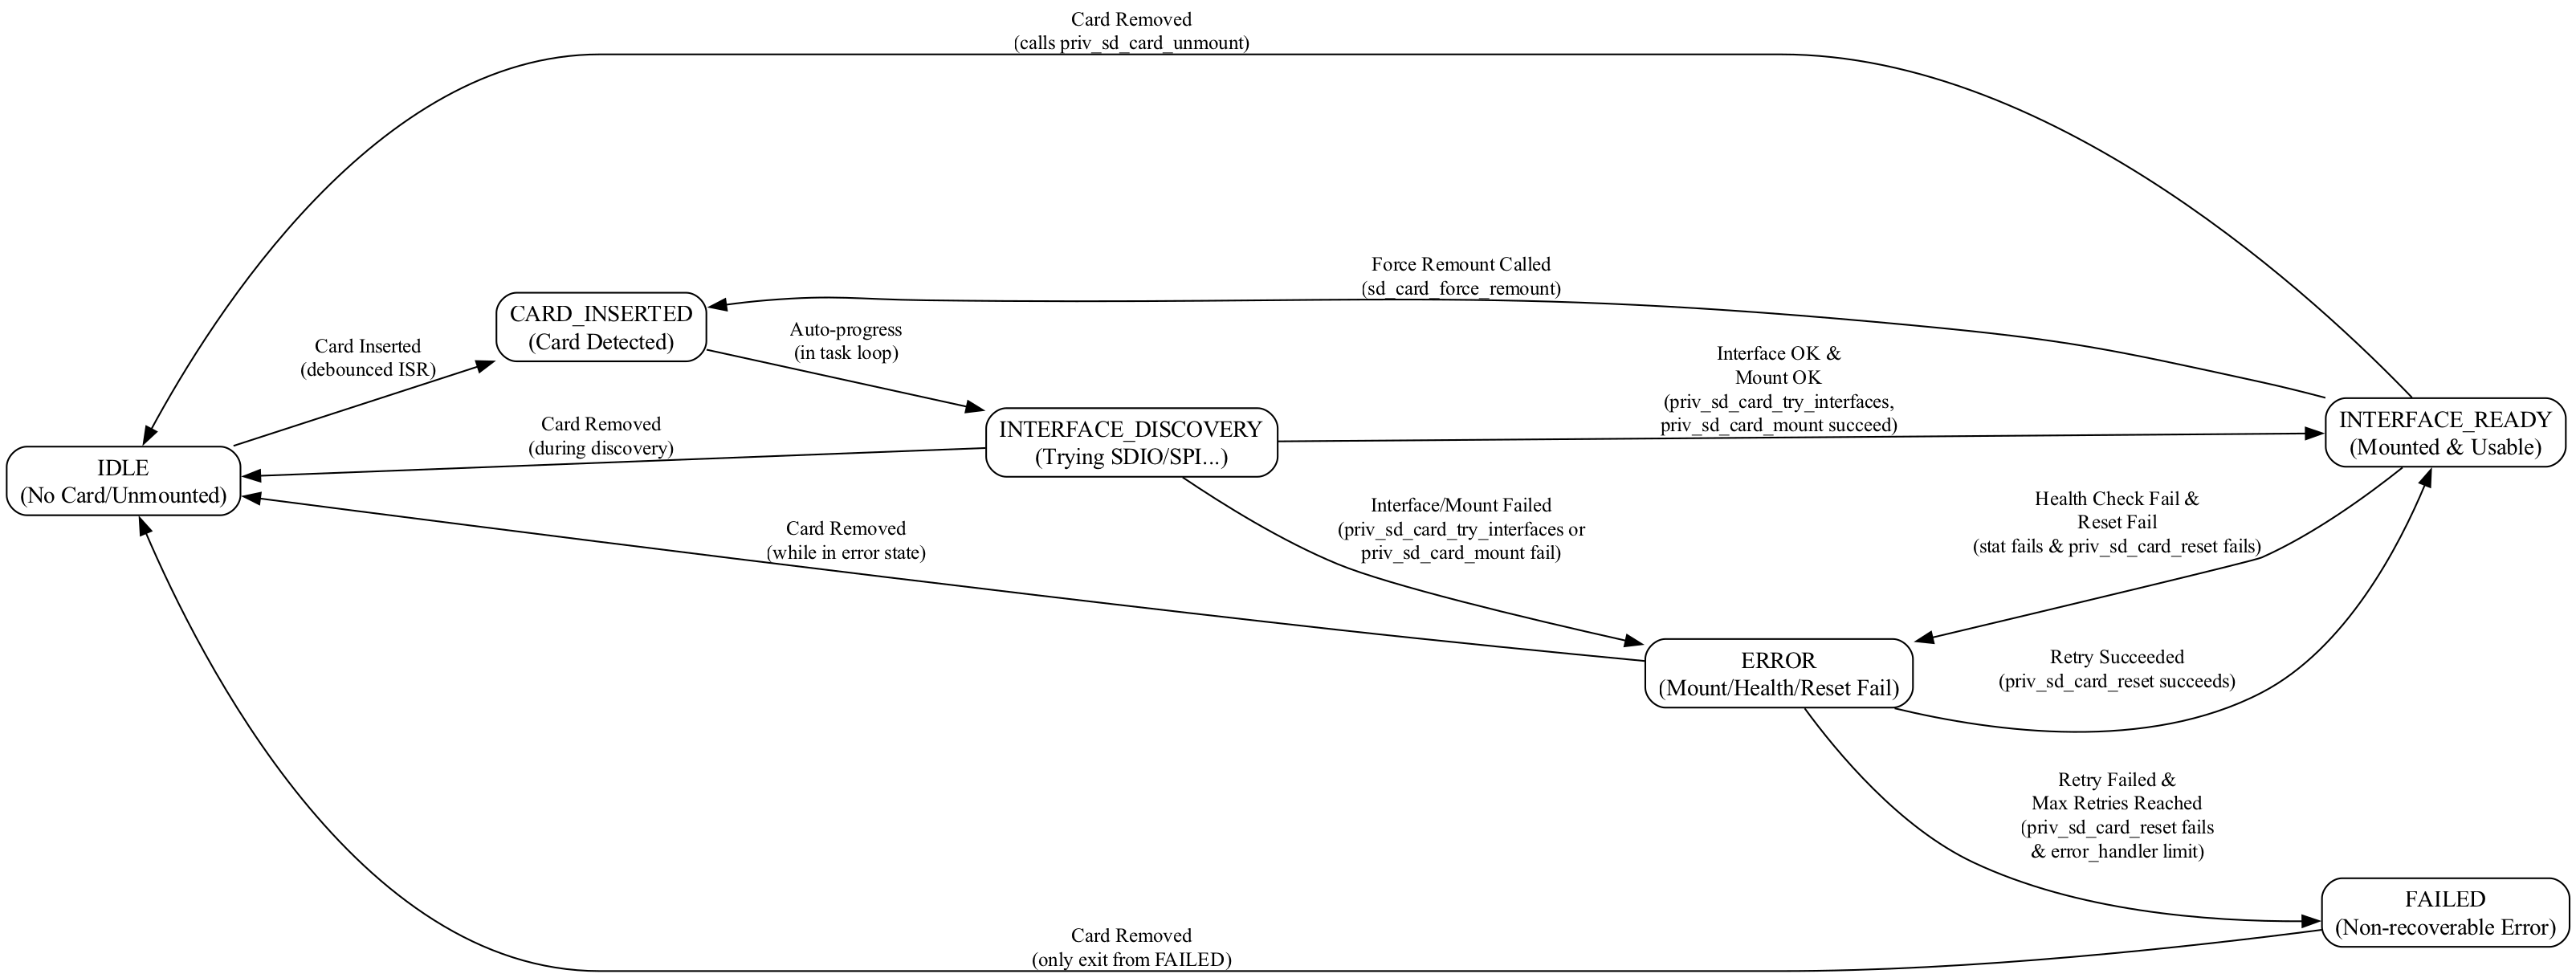 Card Removed
(calls priv_sd_card_unmount)
Force Remount Called
(sd_card_force_remount)
CARD_INSERTED
(Card Detected)
Auto-progress
(in task loop)
Card Inserted
(debounced ISR)
Interface OK &
Mount OK
(priv_sd_card_try_interfaces,
priv_sd_card_mount succeed)
INTERFACE_READY
(Mounted & Usable)
Card Removed
(during discovery)
INTERFACE_DISCOVERY
(Trying SDIO/SPI...)
IDLE
(No Card/Unmounted)
Interface/Mount Failed
(priv_sd_card_try_interfaces or
priv_sd_card_mount fail)
Health Check Fail &
Reset Fail
(stat fails & priv_sd_card_reset fails)
Card Removed
(while in error state)
ERROR
(Mount/Health/Reset Fail)
Retry Succeeded
(priv_sd_card_reset succeeds)
Retry Failed &
Max Retries Reached
(priv_sd_card_reset fails
& error_handler limit)
FAILED
(Non-recoverable Error)
Card Removed
(only exit from FAILED)